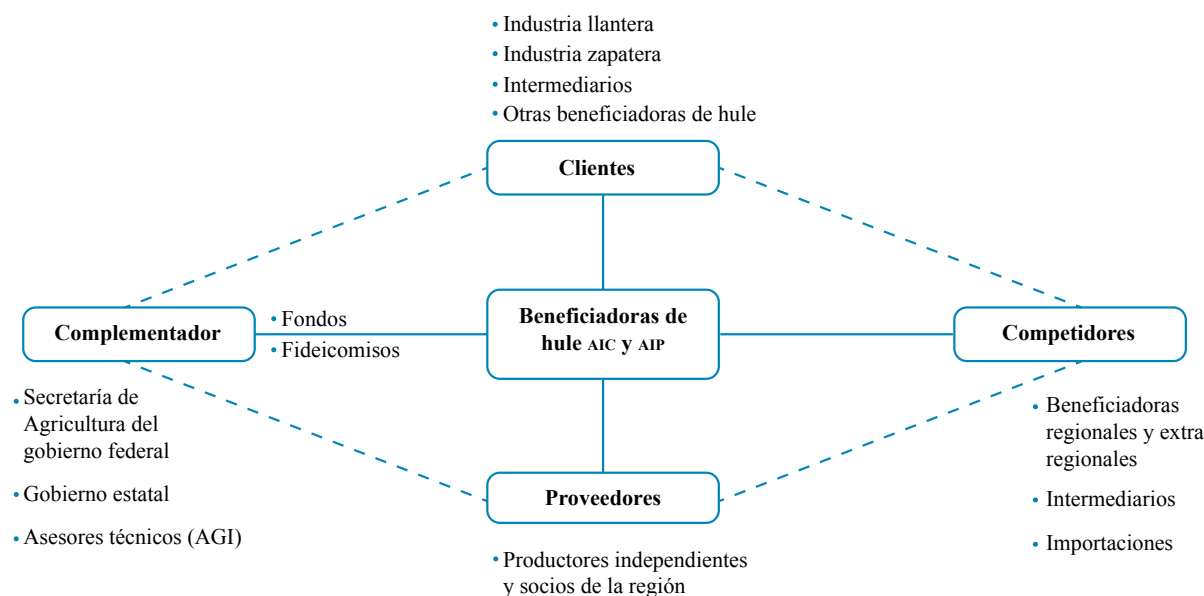 • Industria llantera
• Industria zapatera
• Intermediarios
• Otras beneficiadoras de hule
Clientes
Complementador
• Fondos
• Fideicomisos
Beneficiadoras de
hule AIC y AIP
Competidores
• Secretaría de
Agricultura del
gobierno federal
• Gobierno estatal
• Asesores técnicos (AGI)
Proveedores
• Productores independientes
y socios de la región
• Beneficiadoras
regionales y extra
regionales
• Intermediarios
• Importaciones